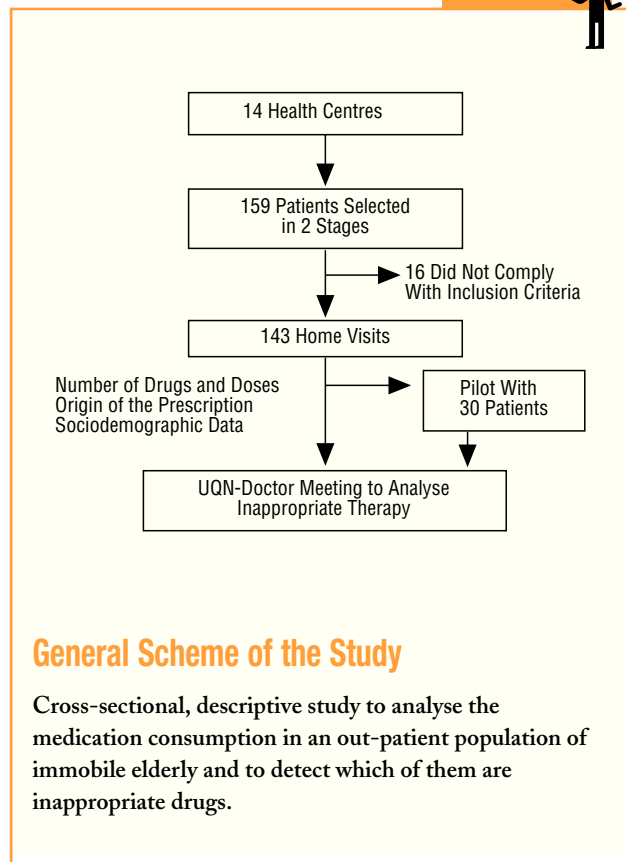 14 Health Centres
159 Patients Selected
in 2 Stages
16 Did Not Comply
With Inclusion Criteria
143 Home Visits
Number of Drugs and Doses
Origin of the Prescription
Sociodemographic Data
Pilot With
30 Patients
UQN-Doctor Meeting to Analyse
Inappropriate Therapy
General Scheme of the Study
Cross-sectional, descriptive study to analyse the
medication consumption in an out-patient population of
immobile elderly and to detect which of them are
inappropriate drugs.